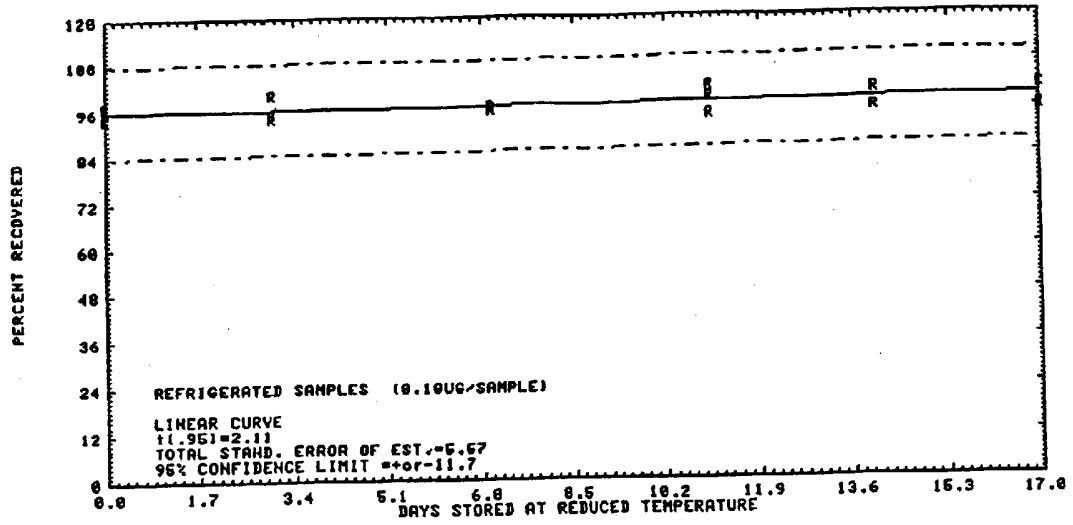 PERCENT RECOVERED
120
108
96
84
72
60
48
36
24
12
0
REFRIGERATED SAMPLES (0.10UG/SAMPLE)
LINEAR CURVE
t(.95)=2.11
TOTAL STAND. ERROR OF EST.=5.57
95% CONFIDENCE LIMIT =+or-11.7
0.0 1.7 3.4 5.1 6.8 8.5 10.2 11.9 13.6 15.3 17.0
DAYS STORED AT REDUCED TEMPERATURE